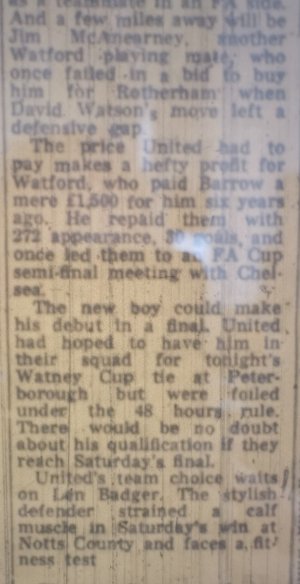 as a teammate in an FA side.
And a few miles away will be
Jim McAnearney, another
Watford playing mate, who
once failed in a bid to buy
him for Rotherham when
David Watson's move left a
defensive gap.
The price United had to
pay makes a hefty profit for
Watford, who paid Barrow a
mere £1,500 for him six years
ago. He repaid them with
272 appearance, 30 goals, and
once led them to an FA Cup
semi-final meeting with Chel-
sea.
The new boy could make
his debut in a final. United
had hoped to have him in
their squad for tonight's
Watney Cup tie at Peter-
borough but were foiled
under the 48 hours rule.
There would be no doubt
about his qualification if they
reach Saturday's final.
United's team choice waits
on Len Badger. The stylish
defender strained a calf
muscle in Saturday's win at
Notts County and faces a fit-
ness test